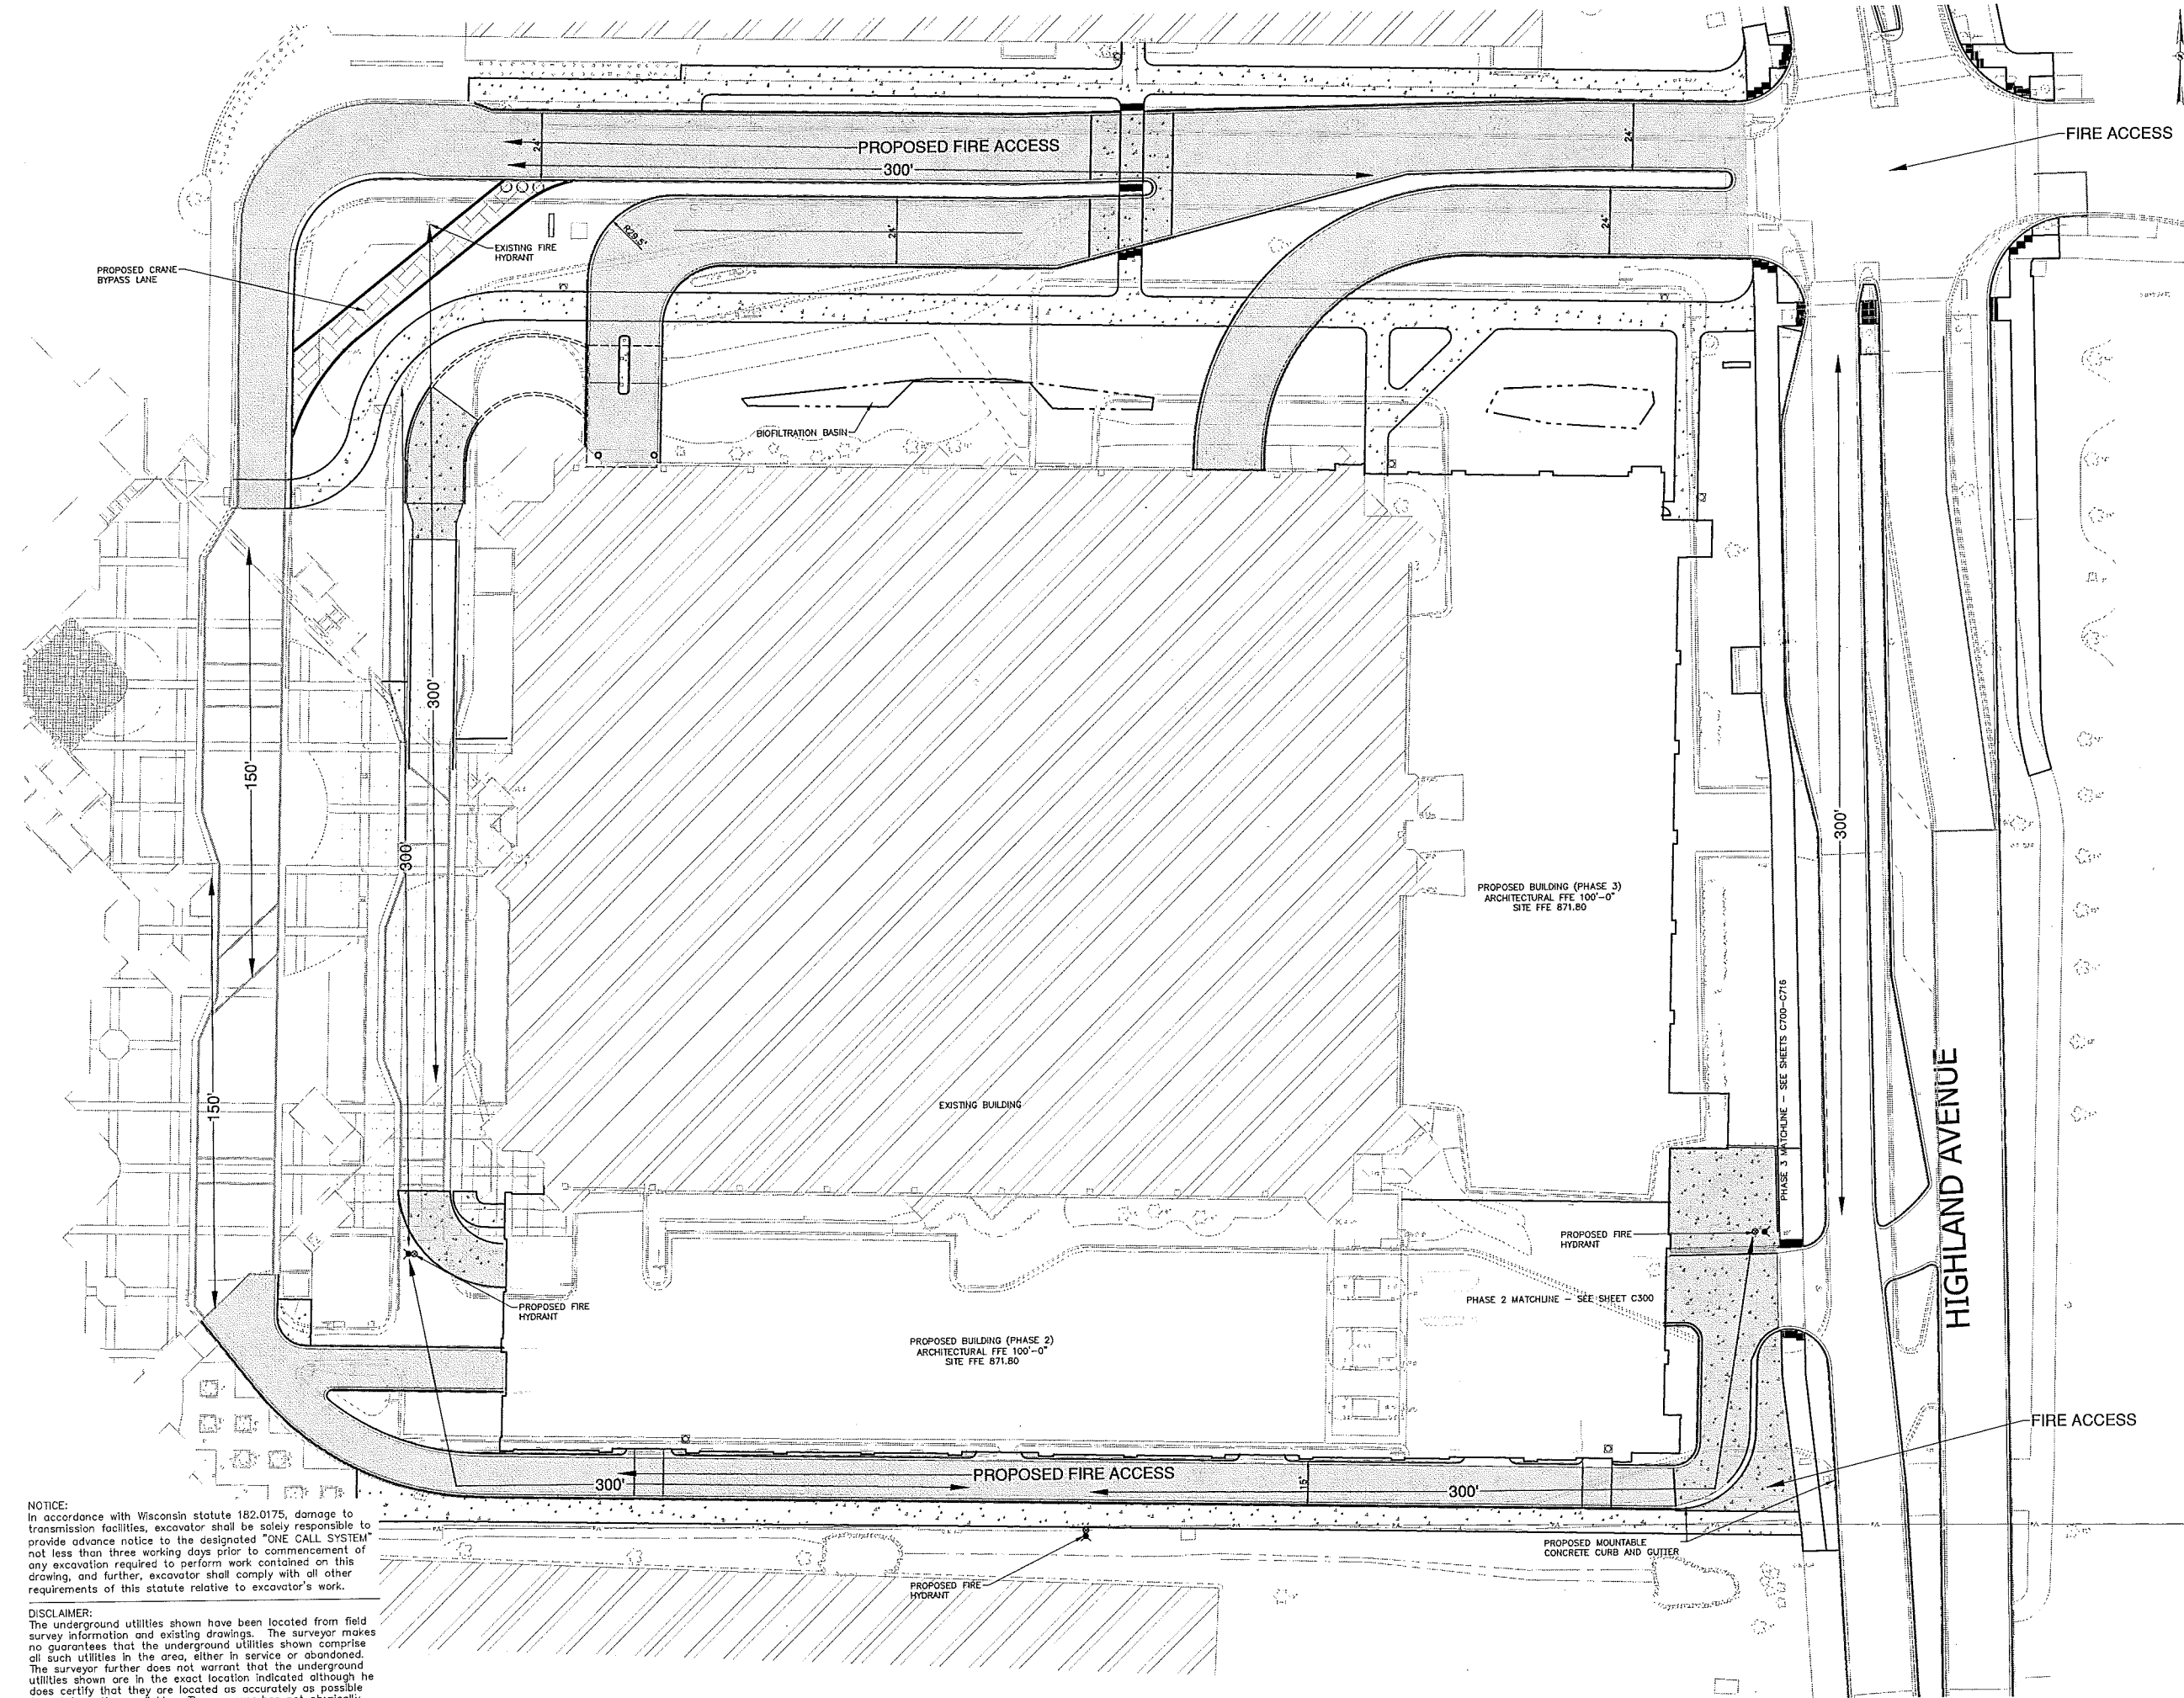 FIRE ACCESS
PROPOSED FIRE ACCESS
300'
24'
24'
24'
24'
R29.5'
EXISTING FIRE
HYDRANT
PROPOSED CRANE
BYPASS LANE
BIOFILTRATION BASIN
300'
150'
300'
300'
150'
PROPOSED BUILDING (PHASE 3)
ARCHITECTURAL FFE 100'-0"
SITE FFE 871.80
PHASE 3 MATCHLINE - SEE SHEETS C700-C716
HIGHLAND AVENUE
EXISTING BUILDING
PROPOSED FIRE
HYDRANT
PROPOSED FIRE
HYDRANT
PHASE 2 MATCHLINE - SEE SHEET C300
PROPOSED BUILDING (PHASE 2)
ARCHITECTURAL FFE 100'-0"
SITE FFE 871.80
FIRE ACCESS
PROPOSED FIRE ACCESS
300'
15'
300'
PROPOSED MOUNTABLE
CONCRETE CURB AND GUTTER
PROPOSED FIRE
HYDRANT
NOTICE:
In accordance with Wisconsin statute 182.0175, damage to
transmission facilities, excavator shall be solely responsible to
provide advance notice to the designated "ONE CALL SYSTEM"
not less than three working days prior to commencement of
any excavation required to perform work contained on this
drawing, and further, excavator shall comply with all other
requirements of this statute relative to excavator's work.
DISCLAIMER:
The underground utilities shown have been located from field
survey information and existing drawings. The surveyor makes
no guarantees that the underground utilities shown comprise
all such utilities in the area, either in service or abandoned.
The surveyor further does not warrant that the underground
utilities shown are in the exact location indicated although he
does certify that they are located as accurately as possible